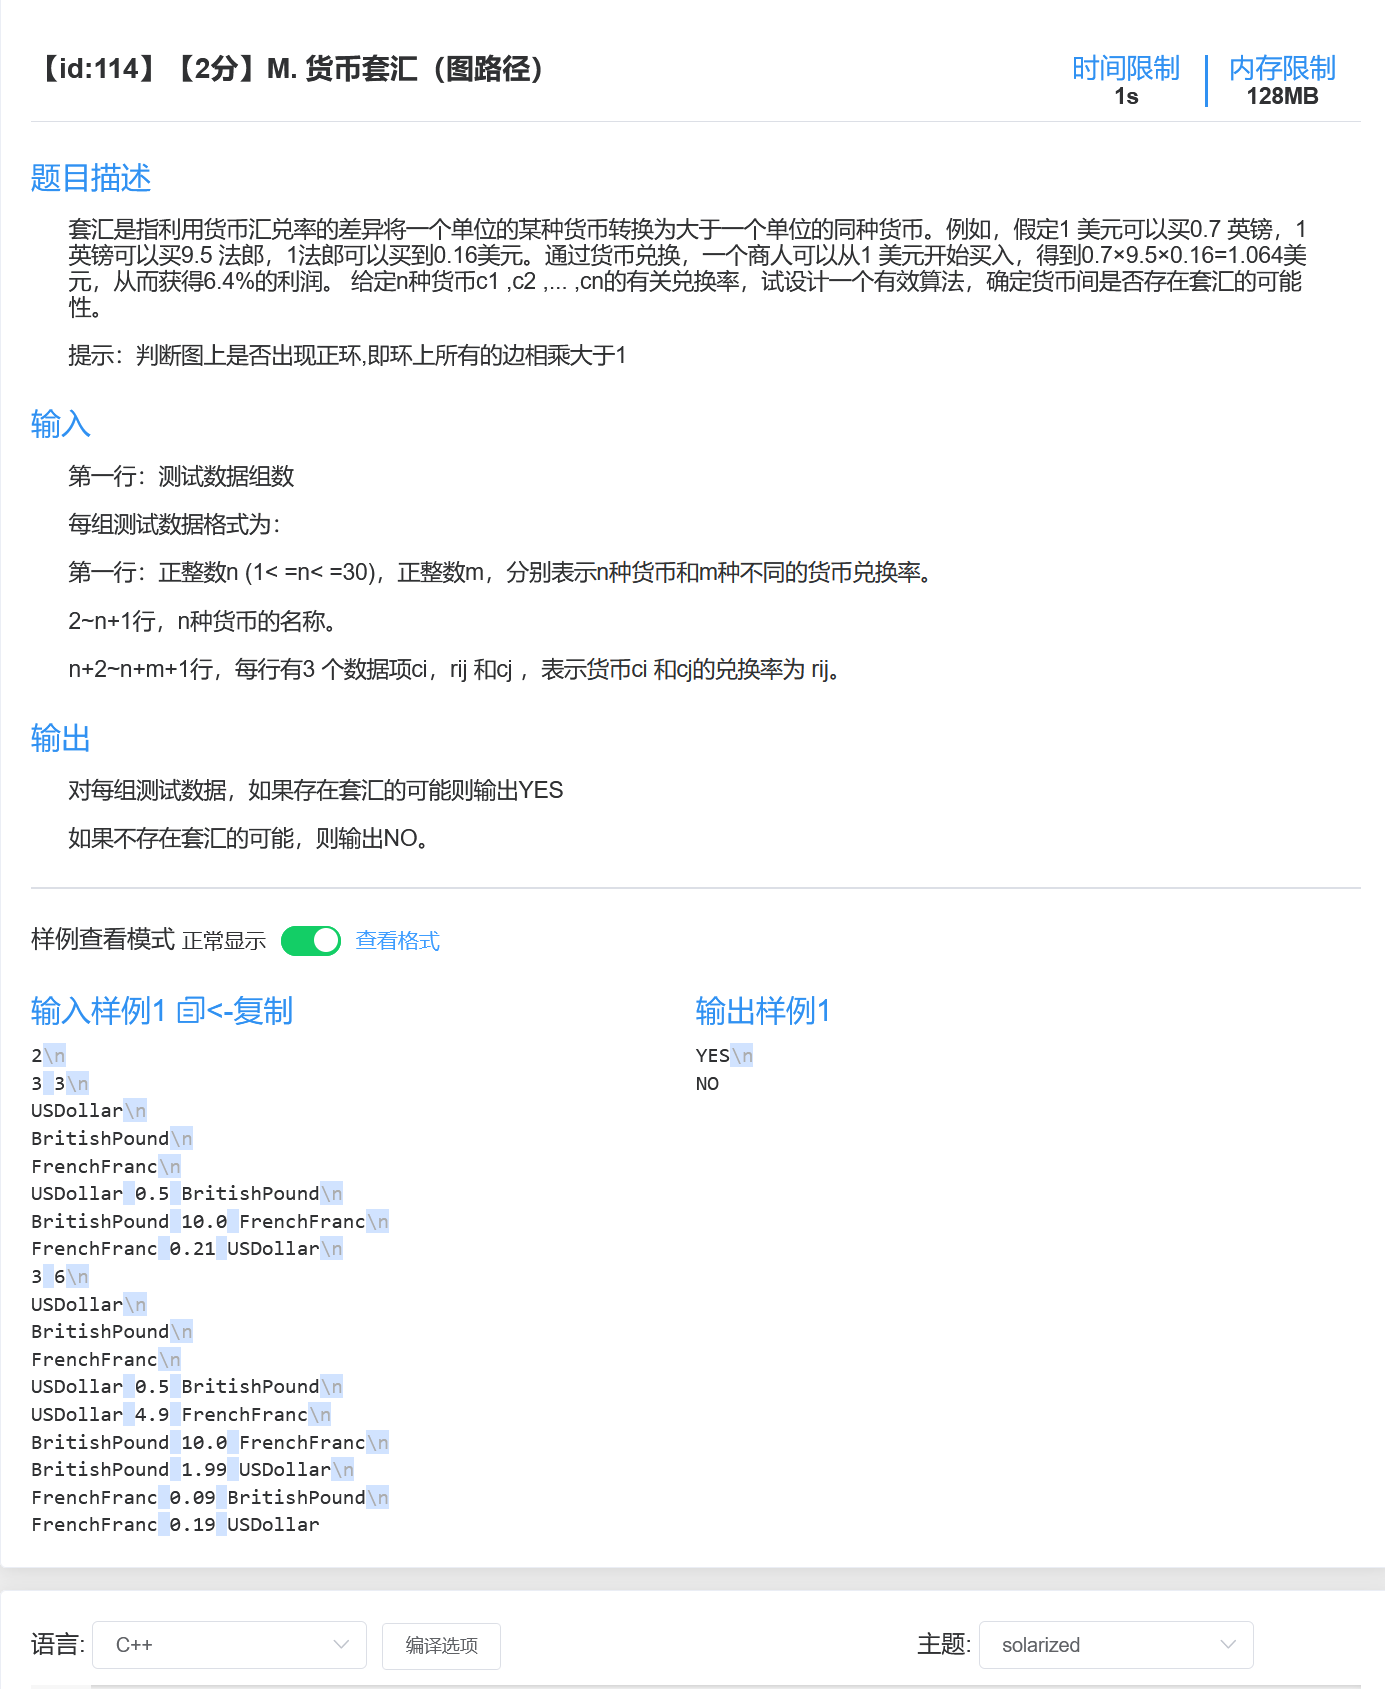 【id:114】【2分】M. 货币套汇（图路径）
时间限制
1s
内存限制
128MB
题目描述
套汇是指利用货币汇兑率的差异将一个单位的某种货币转换为大于一个单位的同种货币。例如，假定1 美元可以买0.7 英镑，1
英镑可以买9.5 法郎，1法郎可以买到0.16美元。通过货币兑换，一个商人可以从1 美元开始买入，得到0.7×9.5×0.16=1.064美
元，从而获得6.4%的利润。 给定n种货币c1 ,c2 ,... ,cn的有关兑换率，试设计一个有效算法，确定货币间是否存在套汇的可能
性。
提示：判断图上是否出现正环,即环上所有的边相乘大于1
输入
第一行：测试数据组数
每组测试数据格式为：
第一行：正整数n (1< =n< =30)，正整数m，分别表示n种货币和m种不同的货币兑换率。
2~n+1行，n种货币的名称。
n+2~n+m+1行，每行有3 个数据项ci，rij 和cj ，表示货币ci 和cj的兑换率为 rij。
输出
对每组测试数据，如果存在套汇的可能则输出YES
如果不存在套汇的可能，则输出NO。
样例查看模式 正常显示 查看格式
输入样例1 <-复制
2\n
3 3\n
USDollar\n
BritishPound\n
FrenchFranc\n
USDollar 0.5 BritishPound\n
BritishPound 10.0 FrenchFranc\n
FrenchFranc 0.21 USDollar\n
3 6\n
USDollar\n
BritishPound\n
FrenchFranc\n
USDollar 0.5 BritishPound\n
USDollar 4.9 FrenchFranc\n
BritishPound 10.0 FrenchFranc\n
BritishPound 1.99 USDollar\n
FrenchFranc 0.09 BritishPound\n
FrenchFranc 0.19 USDollar
输出样例1
YES\n
NO
语言: C++ 编译选项 主题: solarized